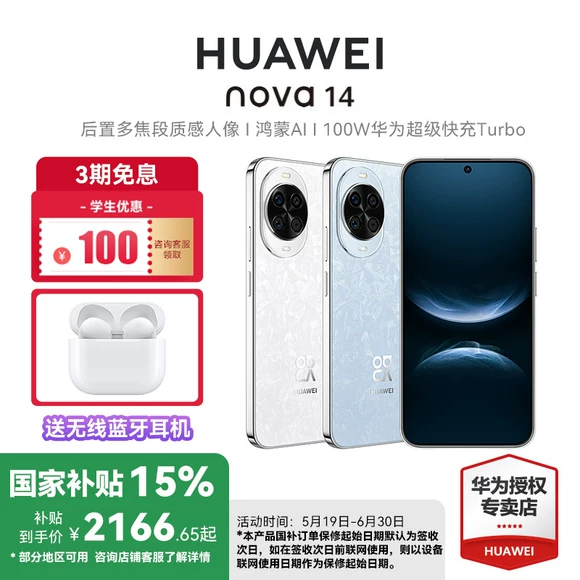 HUAWEI
nova 14
后置多焦段质感人像 | 鸿蒙AI | 100W华为超级快充Turbo
3期免息
- 学生优惠 -
¥ 100
咨询客服
领取
送无线蓝牙耳机
HUAWEI
HUAWEI
国家补贴15%
补贴
到手价 ¥2166.65起
*部分地区可用 咨询店铺客服了解详情
活动时间：5月19日-6月30日
*本产品国补订单保修起始日期默认为签收
次日，如在签收次日前联网使用，则以设备
联网使用日期作为保修起始日期。
华为授权
专卖店
HUAWEI